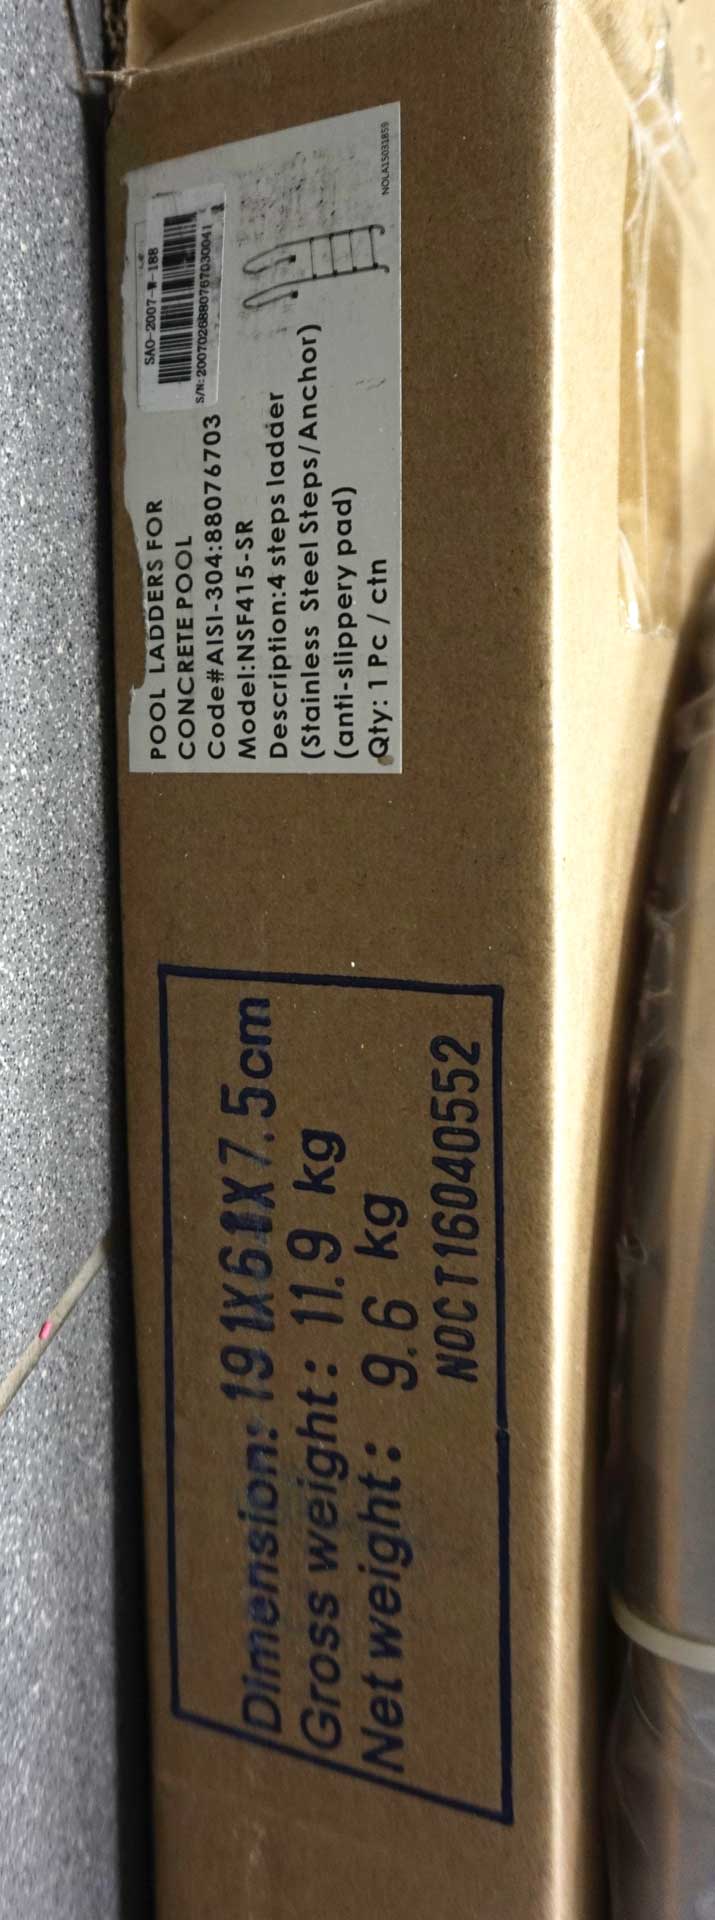 POOL LADDERS FOR
CONCRETE POOL
Code#AISI-304:88076703
Model:NSF415-SR
Description:4 steps ladder
(Stainless Steel Steps/Anchor)
(anti-slippery pad)
Qty: 1 Pc / ctn
SAO-2007-W-188
NOLA15031859
Dimension:
Gross weight: 11.9 kg
Net weight: 9.6 kg
NOCT16040552